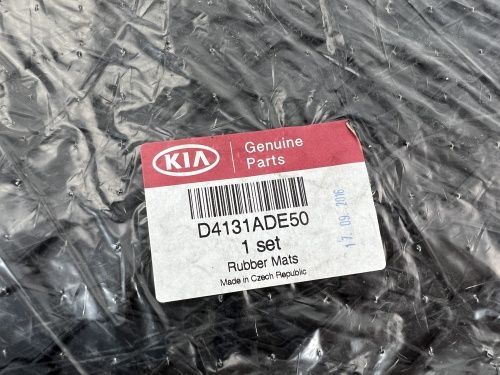 KIA
Genuine
Parts
D4131ADE50
1 set
Rubber Mats
Made in Czech Republic
17. 09. 2016